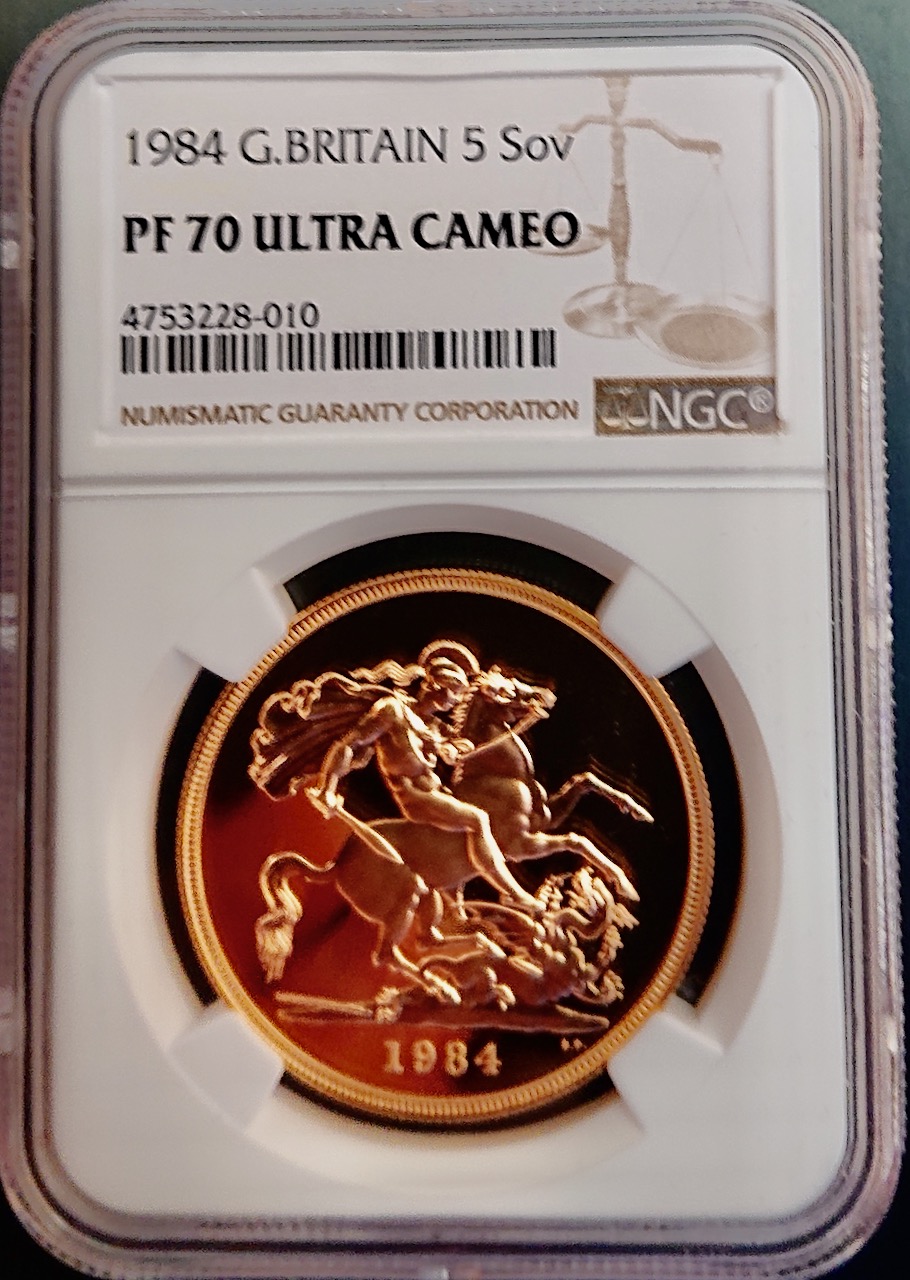 1984 G.BRITAIN 5 Sov
PF 70 ULTRA CAMEO
4753228-010
NUMISMATIC GUARANTY CORPORATION
NGC®
1984